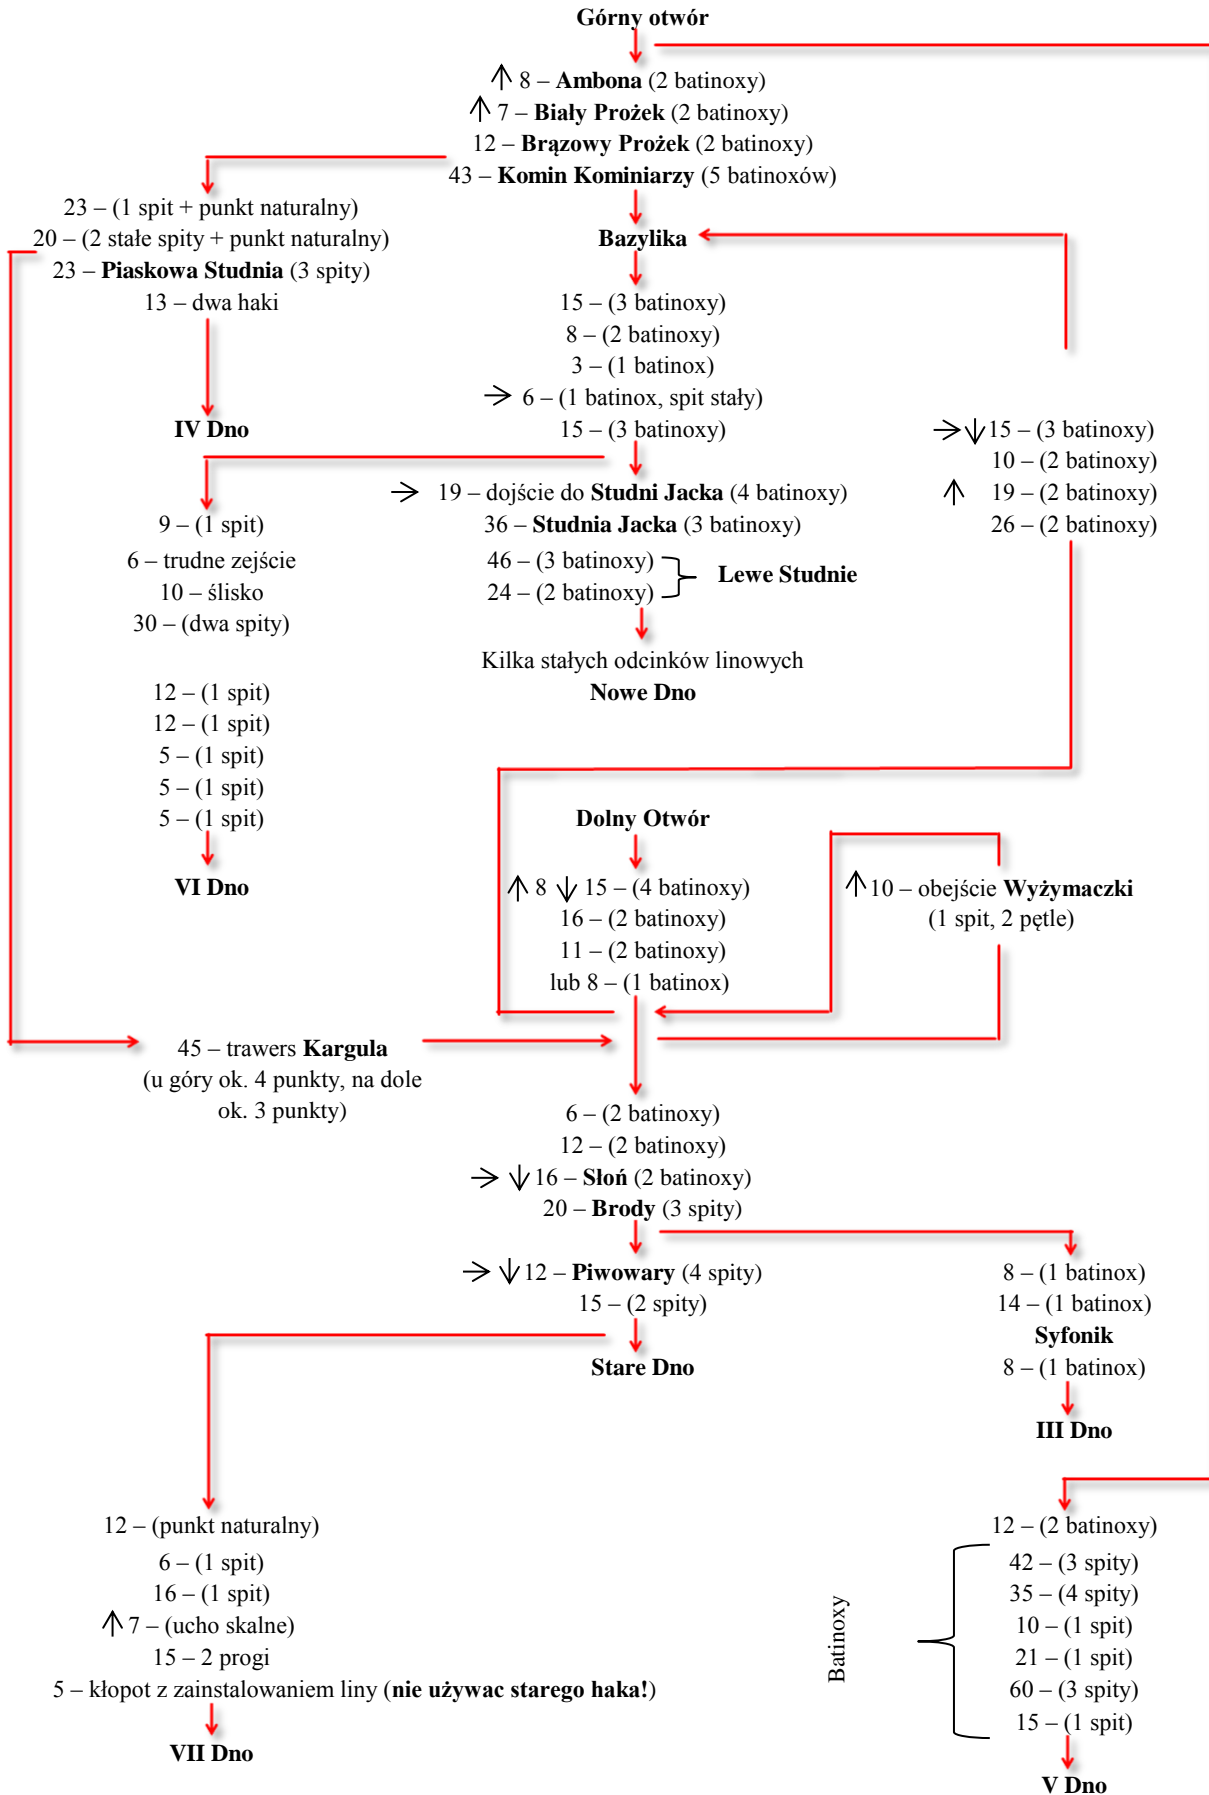 Górny otwór
↑ 8 – Ambona (2 batinoxy)
↑ 7 – Biały Prożek (2 batinoxy)
12 – Brązowy Prożek (2 batinoxy)
43 – Komin Kominiarzy (5 batinoxów)
23 – (1 spit + punkt naturalny)
20 – (2 stałe spity + punkt naturalny)
23 – Piaskowa Studnia (3 spity)
13 – dwa haki
IV Dno
Bazylika
15 – (3 batinoxy)
8 – (2 batinoxy)
3 – (1 batinox)
→ 6 – (1 batinox, spit stały)
15 – (3 batinoxy)
→ ↓ 15 – (3 batinoxy)
10 – (2 batinoxy)
↑ 19 – (2 batinoxy)
26 – (2 batinoxy)
9 – (1 spit)
6 – trudne zejście
10 – ślisko
30 – (dwa spity)
12 – (1 spit)
12 – (1 spit)
5 – (1 spit)
5 – (1 spit)
5 – (1 spit)
VI Dno
→ 19 – dojście do Studni Jacka (4 batinoxy)
36 – Studnia Jacka (3 batinoxy)
46 – (3 batinoxy)
24 – (2 batinoxy)
Lewe Studnie
Kilka stałych odcinków linowych
Nowe Dno
Dolny Otwór
↑ 8 ↓ 15 – (4 batinoxy)
16 – (2 batinoxy)
11 – (2 batinoxy)
lub 8 – (1 batinox)
↑ 10 – obejście Wyżymaczki
(1 spit, 2 pętle)
45 – trawers Kargula
(u góry ok. 4 punkty, na dole
ok. 3 punkty)
6 – (2 batinoxy)
12 – (2 batinoxy)
→ ↓ 16 – Słoń (2 batinoxy)
20 – Brody (3 spity)
→ ↓ 12 – Piwowary (4 spity)
15 – (2 spity)
Stare Dno
8 – (1 batinox)
14 – (1 batinox)
Syfonik
8 – (1 batinox)
III Dno
12 – (punkt naturalny)
6 – (1 spit)
16 – (1 spit)
↑ 7 – (ucho skalne)
15 – 2 progi
5 – kłopot z zainstalowaniem liny (nie używac starego haka!)
VII Dno
12 – (2 batinoxy)
Batinoxy
42 – (3 spity)
35 – (4 spity)
10 – (1 spit)
21 – (1 spit)
60 – (3 spity)
15 – (1 spit)
V Dno